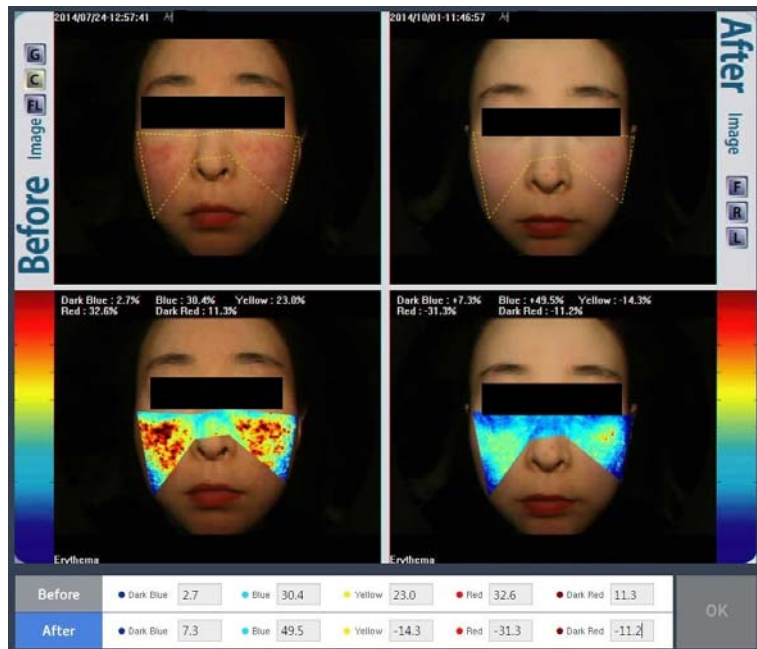 2014/07/24-12:57:41 서
2014/10/01-11:46:57 서
G
C
FL
Before Image
After Image
F
R
L
Dark Blue : 2.7% Blue : 30.4% Yellow : 23.0%
Red : 32.6% Dark Red : 11.3%
Dark Blue : +7.3% Blue : +49.5% Yellow : -14.3%
Red : -31.3% Dark Red : -11.2%
Erythema
Erythema
Before Dark Blue 2.7 Blue 30.4 Yellow 23.0 Red 32.6 Dark Red 11.3
After Dark Blue 7.3 Blue 49.5 Yellow -14.3 Red -31.3 Dark Red -11.2
OK